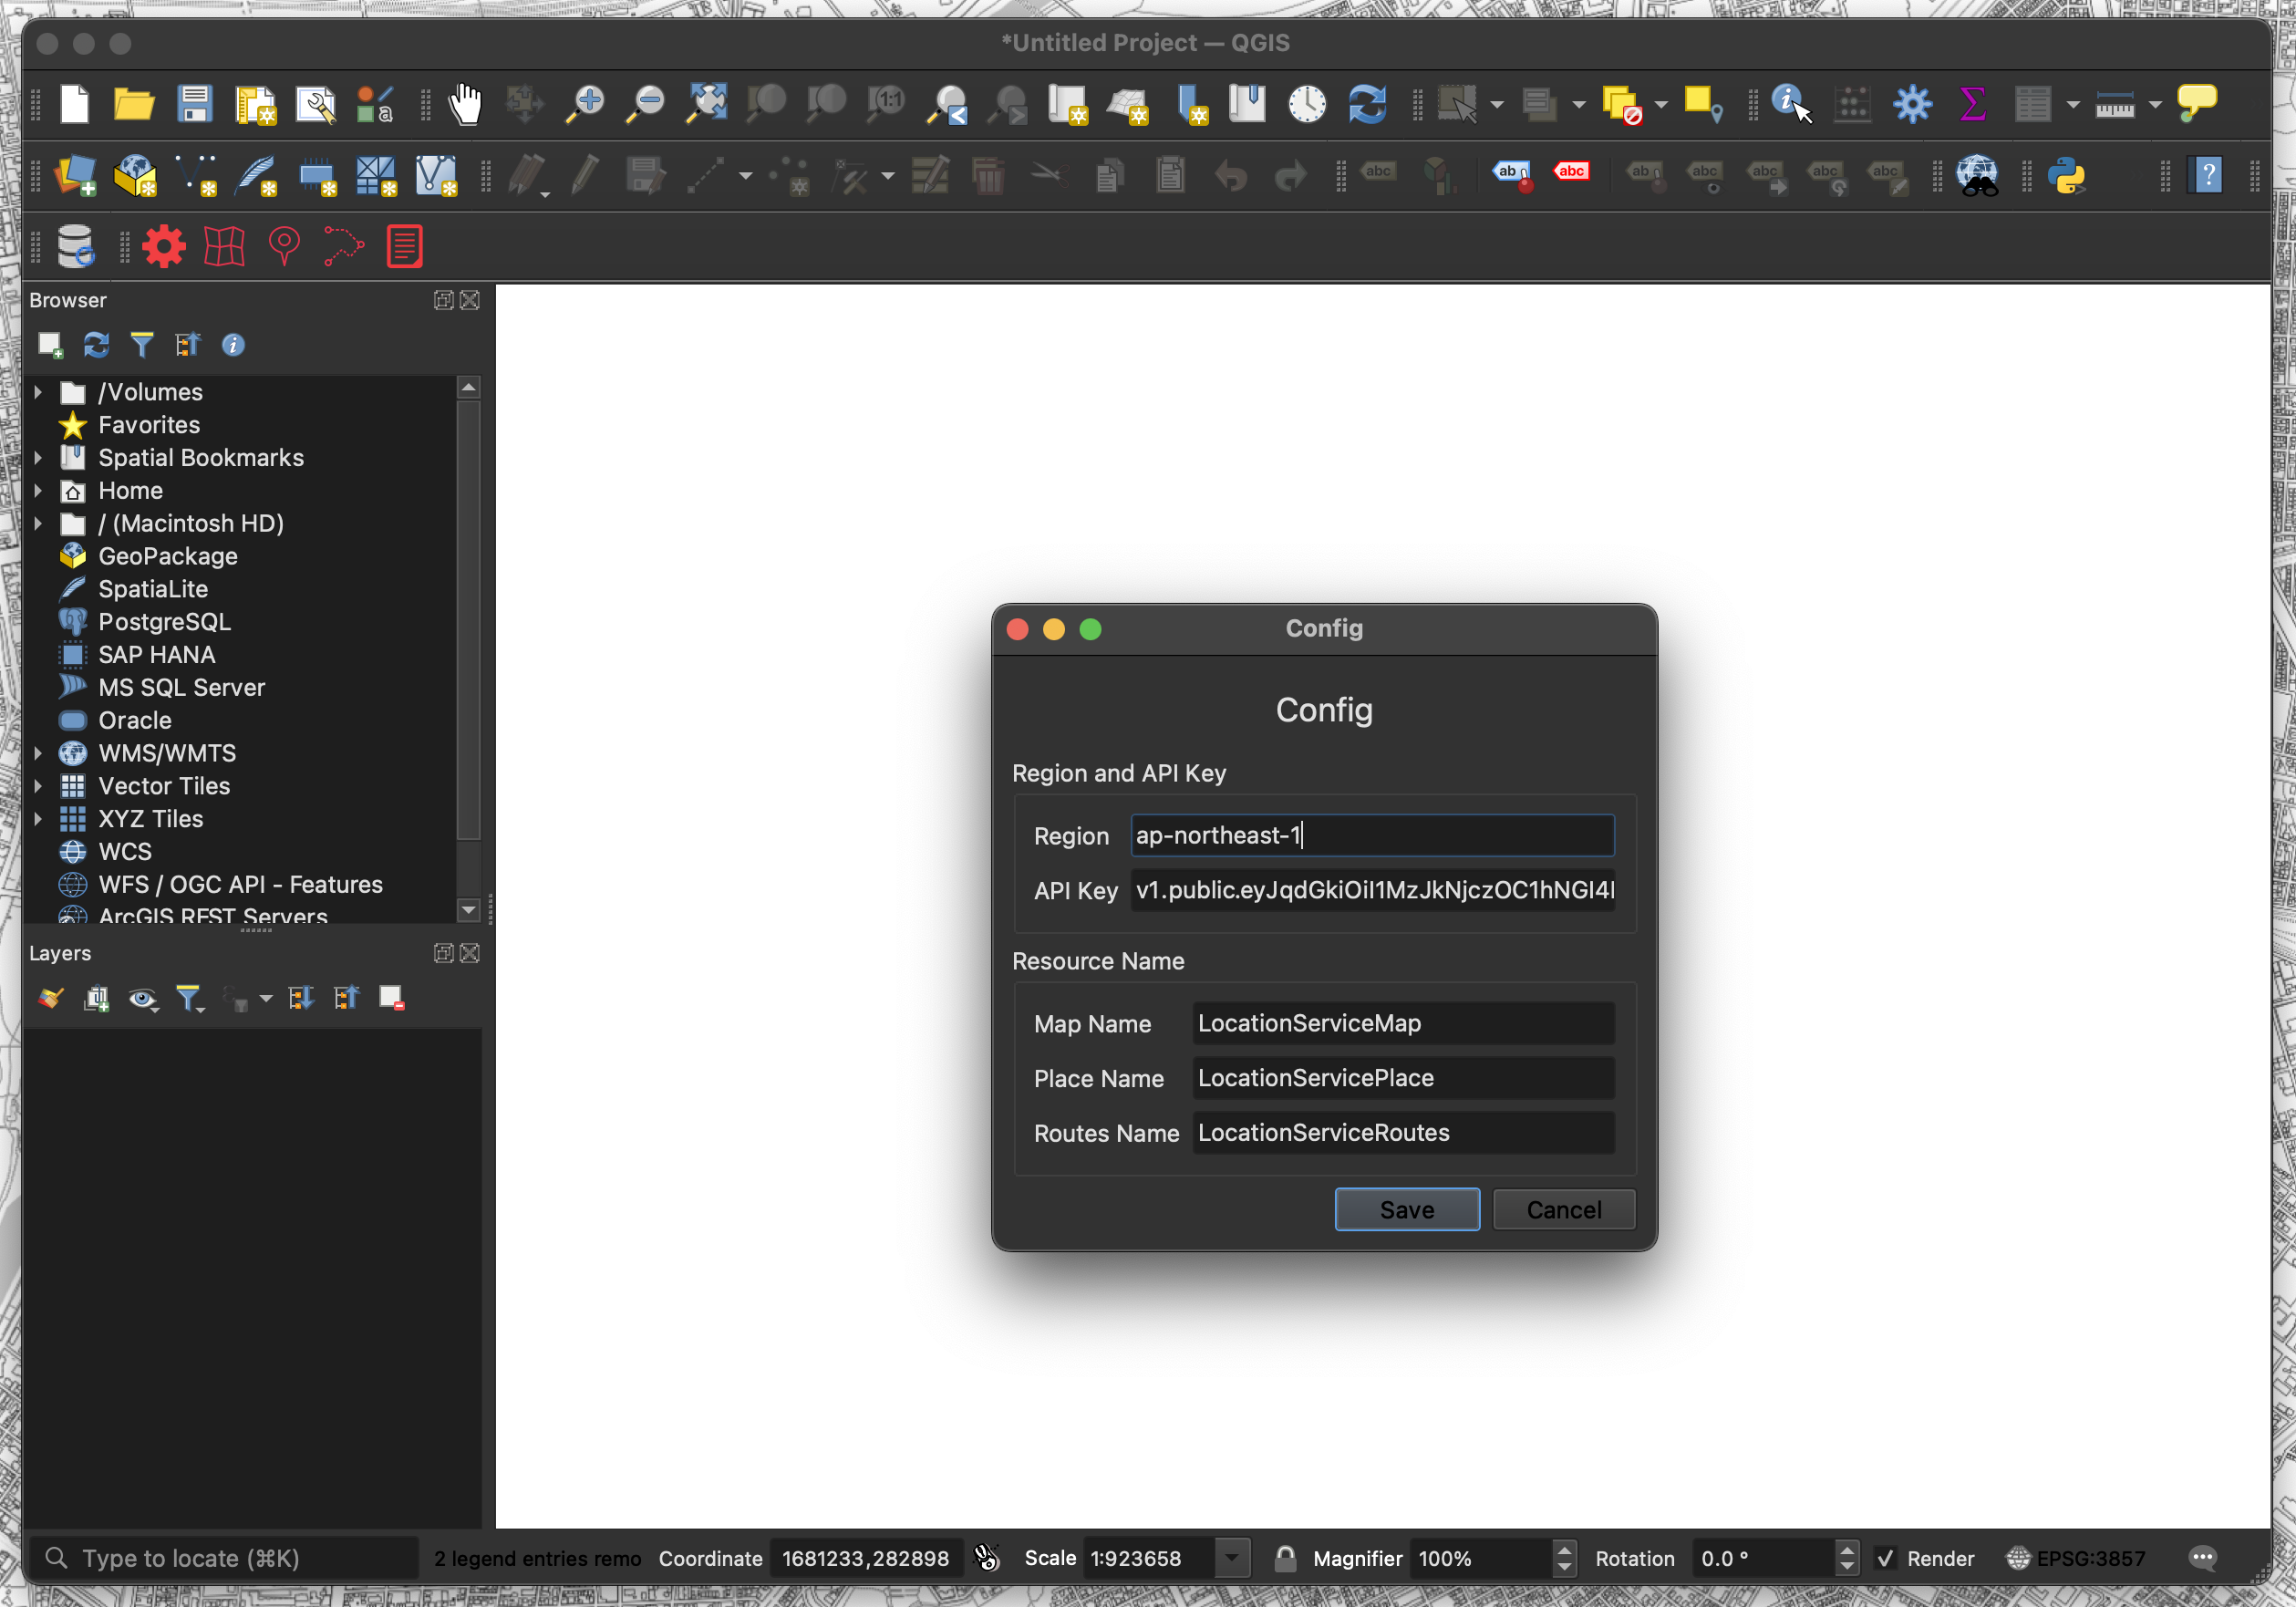 *Untitled Project — QGIS
Browser
/Volumes
Favorites
Spatial Bookmarks
Home
/ (Macintosh HD)
GeoPackage
SpatiaLite
PostgreSQL
SAP HANA
MS SQL Server
Oracle
WMS/WMTS
Vector Tiles
XYZ Tiles
WCS
WFS / OGC API - Features
ArcGIS REST Servers
Layers
Config
Config
Region and API Key
Region ap-northeast-1
API Key v1.public.eyJqdGkiOiI1MzJkNjczOC1hNGI4I
Resource Name
Map Name LocationServiceMap
Place Name LocationServicePlace
Routes Name LocationServiceRoutes
Save Cancel
Type to locate (⌘K) 2 legend entries remo Coordinate 1681233,282898 Scale 1:923658 Magnifier 100% Rotation 0.0 ° Render EPSG:3857